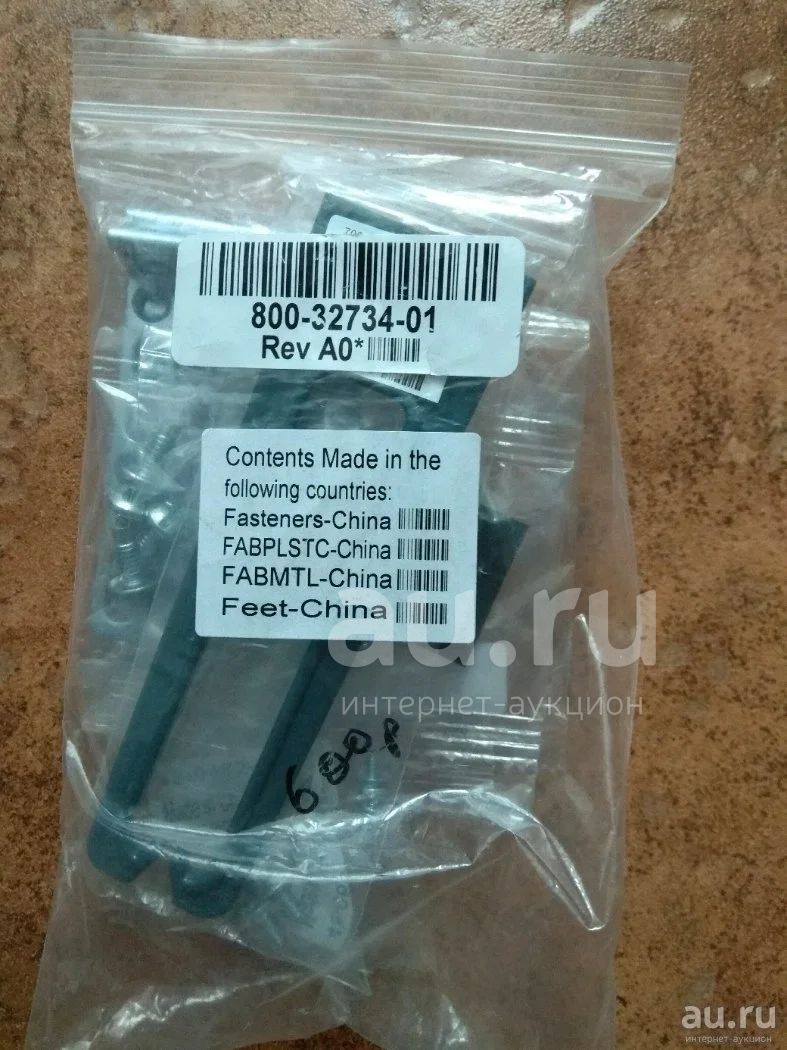 800-32734-01
Rev A0*
Contents Made in the
following countries:
Fasteners-China
FABPLSTC-China
FABMTL-China
Feet-China
au.ru
интернет-аукцион
600р
au.ru
интернет-аукцион